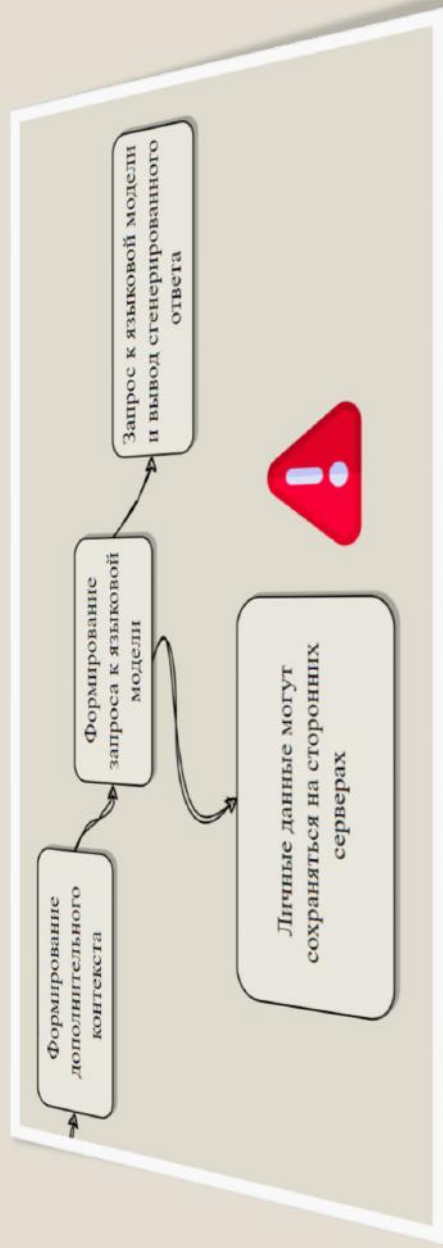 Формирование
дополнительного
контекста
Формирование
запроса к языковой
модели
Запрос к языковой модели
и вывод сгенерированного
ответа
Личные данные могут
сохраняться на сторонних
серверах